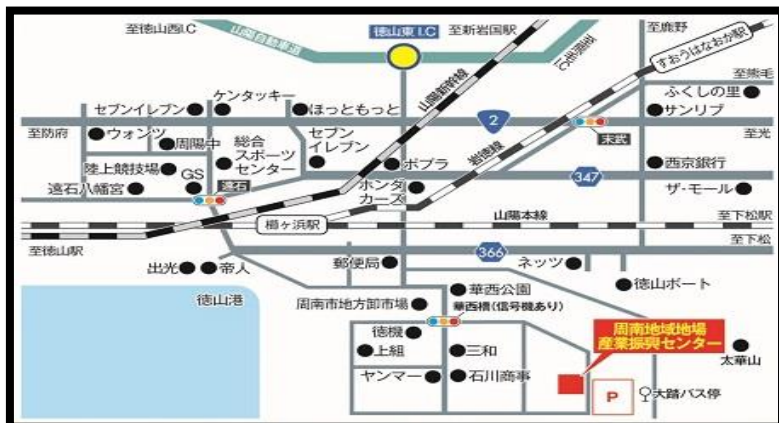 至徳山西I.C
山陽自動車道
徳山東I.C
至新岩国駅
至熊毛I.C
至鹿野
すおうはなおか駅
至熊毛
ケンタッキー
山陽新幹線
ふくしの里
セブンイレブン
ほっともっと
サンリブ
至防府
2
至光
ウォンツ
周陽中
総合
スポーツ
センター
セブン
イレブン
末武
岩徳線
陸上競技場
ポプラ
西京銀行
GS
遠石
347
遠石八幡宮
ホンダ
カーズ
ザ・モール
山陽本線
至下松駅
櫛ヶ浜駅
至徳山駅
366
至下松
出光
帝人
郵便局
ネッツ
徳山港
華西公園
徳山ボート
周南市地方卸市場
華西橋(信号機あり)
徳機
周南地域地場
産業振興センター
上組
三和
太華山
ヤンマー
石川商事
P
大踏バス停